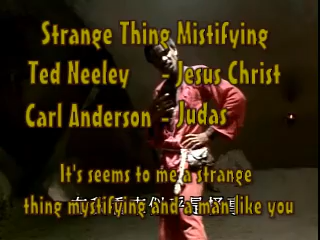 Strange Thing Mistifying
Ted Neeley - Jesus Christ
Carl Anderson - Judas
It's seems to me a strange
thing mystifying and a man like you